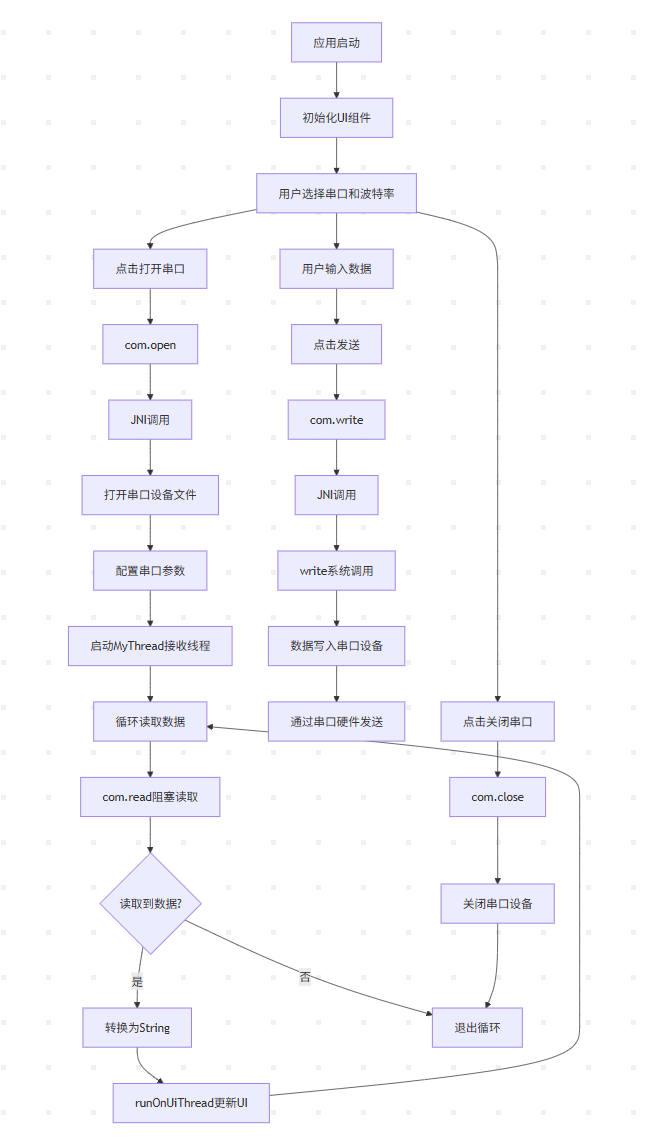 应用启动
初始化UI组件
用户选择串口和波特率
点击打开串口
用户输入数据
com.open
点击发送
JNI调用
com.write
打开串口设备文件
JNI调用
配置串口参数
write系统调用
启动MyThread接收线程
数据写入串口设备
循环读取数据
通过串口硬件发送
点击关闭串口
com.read阻塞读取
com.close
读取到数据?
关闭串口设备
是
否
转换为String
退出循环
runOnUiThread更新UI